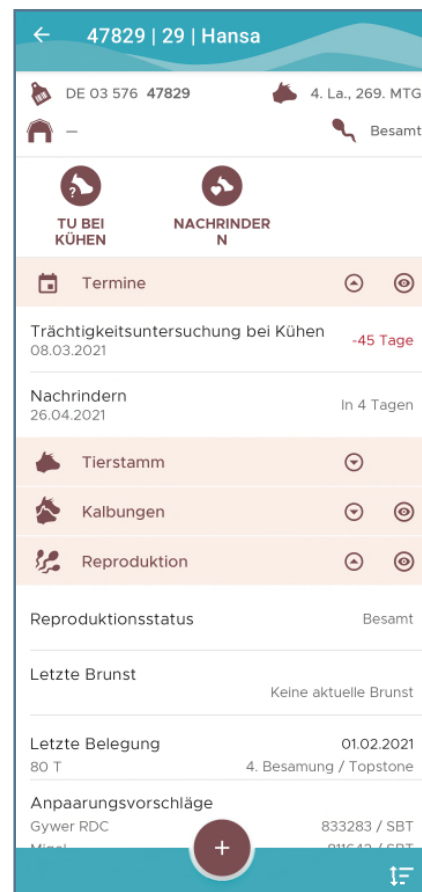 47829 | 29 | Hansa
DE 03 576 47829
4. La., 269. MTG
–
Besamt
TU BEI
KÜHEN
NACHRINDER
N
Termine
Trächtigkeitsuntersuchung bei Kühen
08.03.2021
-45 Tage
Nachrindern
26.04.2021
In 4 Tagen
Tierstamm
Kalbungen
Reproduktion
Reproduktionsstatus
Besamt
Letzte Brunst
Keine aktuelle Brunst
Letzte Belegung
01.02.2021
80 T
4. Besamung / Topstone
Anpaarungsvorschläge
Gywer RDC
833283 / SBT